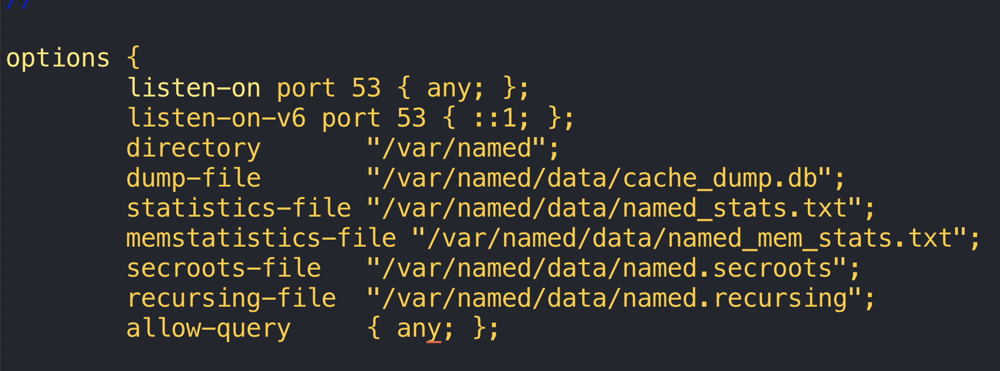 //
options {
listen-on port 53 { any; };
listen-on-v6 port 53 { ::1; };
directory "/var/named";
dump-file "/var/named/data/cache_dump.db";
statistics-file "/var/named/data/named_stats.txt";
memstatistics-file "/var/named/data/named_mem_stats.txt";
secroots-file "/var/named/data/named.secroots";
recursing-file "/var/named/data/named.recursing";
allow-query { any; };